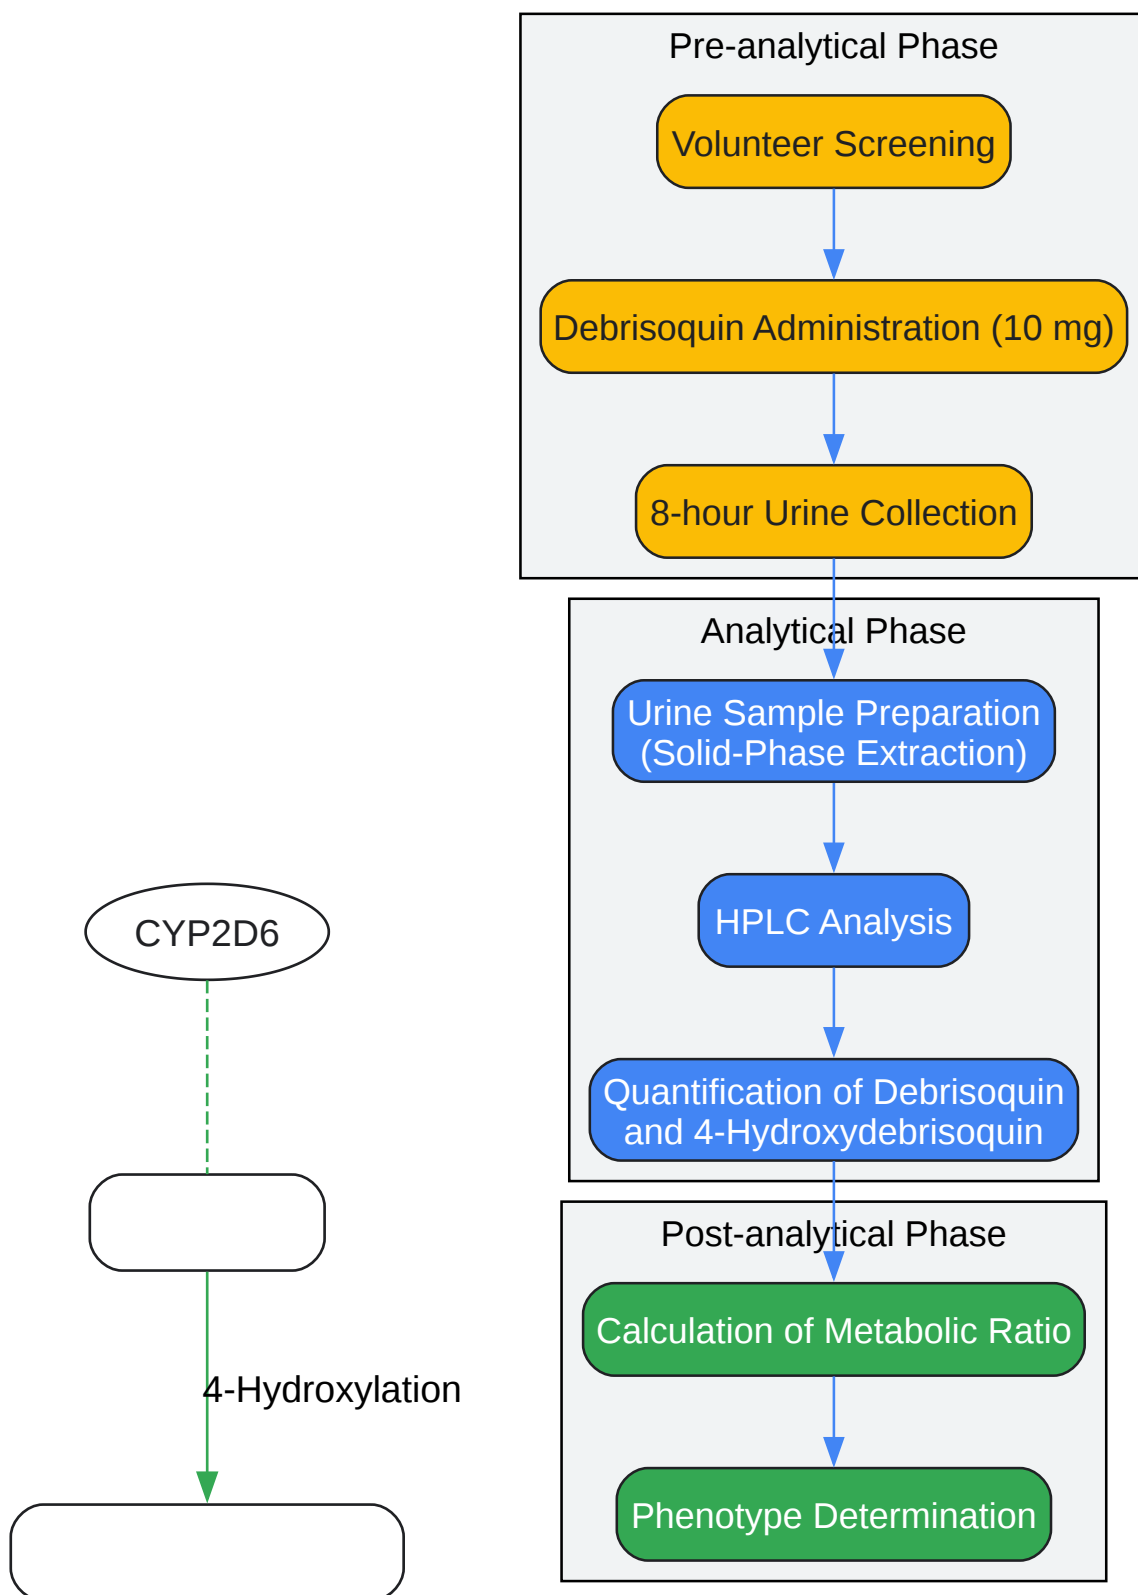 Pre-analytical Phase
Volunteer Screening
Debrisoquin Administration (10 mg)
8-hour Urine Collection
Analytical Phase
Urine Sample Preparation
(Solid-Phase Extraction)
HPLC Analysis
Quantification of Debrisoquin
and 4-Hydroxydebrisoquin
Post-analytical Phase
Calculation of Metabolic Ratio
Phenotype Determination
CYP2D6
4-Hydroxylation